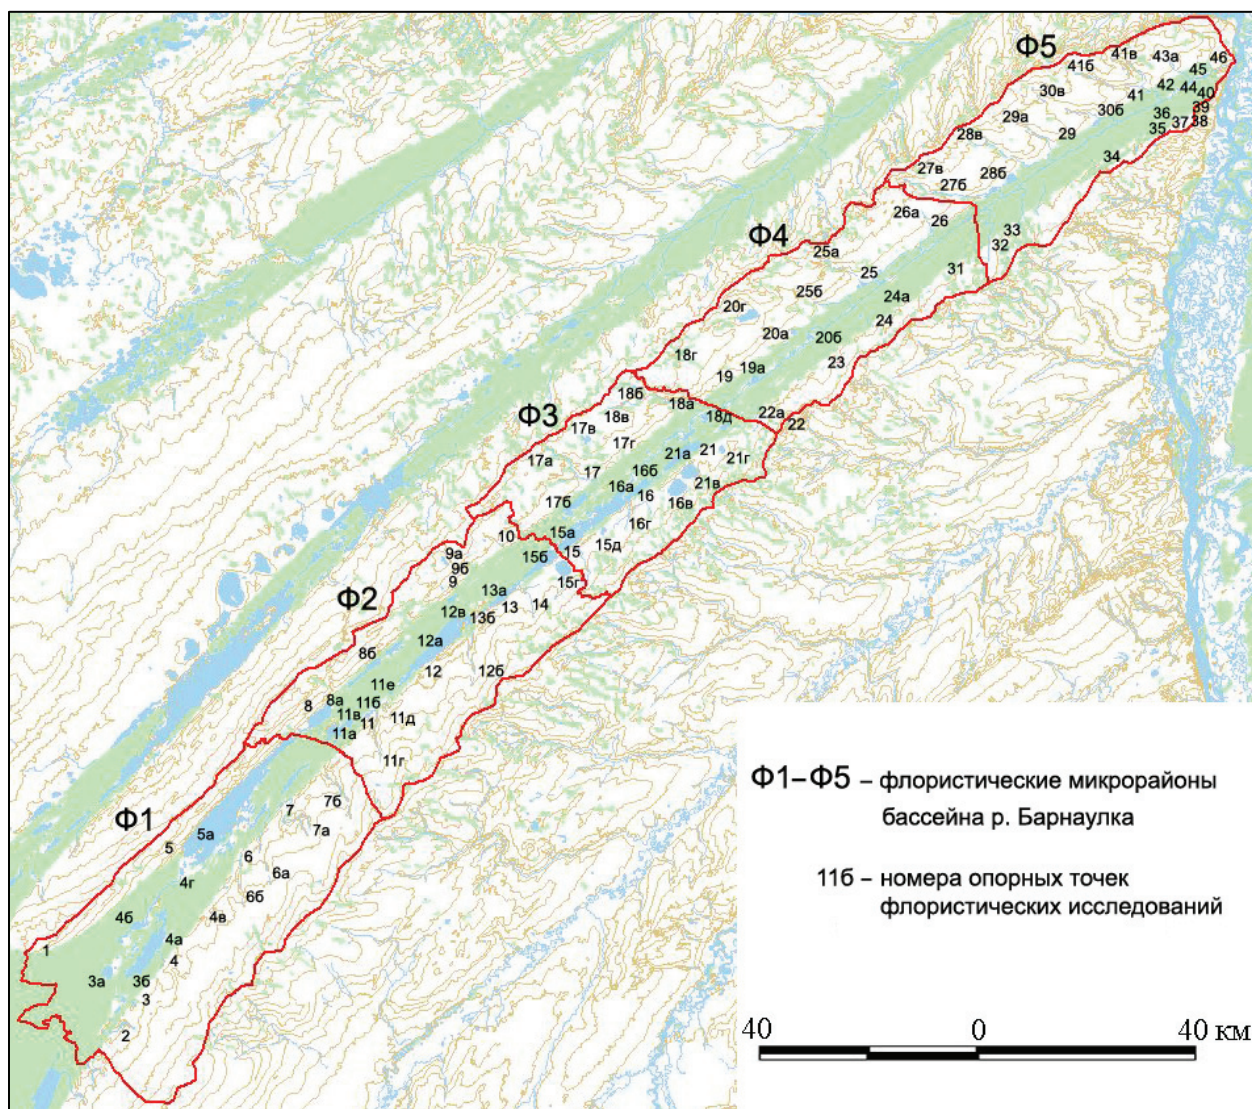 Ф5
41б
41в
43а
46
45
42
44
40
30в
41
30б
39
36
37
38
35
29а
29
28в
34
27в
27б
28б
26а
26
33
32
Ф4
25а
31
25
25б
24а
20г
24
20а
20б
18г
19
19а
23
18б
18а
22а
18в
18д
22
Ф3
17в
17г
21а
21
21г
17а
17
16б
16а
16
21в
17б
16в
16г
15а
10
15
15д
15б
9а
9б
9
15г
13а
Ф2
12в
13б
13
14
12а
8б
12
12б
11е
8
8а
11б
11в
11
11д
11а
11г
Ф1
7
7б
7а
5а
5
6
6а
4г
6б
4б
4в
4а
4
1
3а
3б
3
2
Ф1–Ф5 – флористические микрорайоны
бассейна р. Барнаулка
11б – номера опорных точек
флористических исследований
40 0 40 км